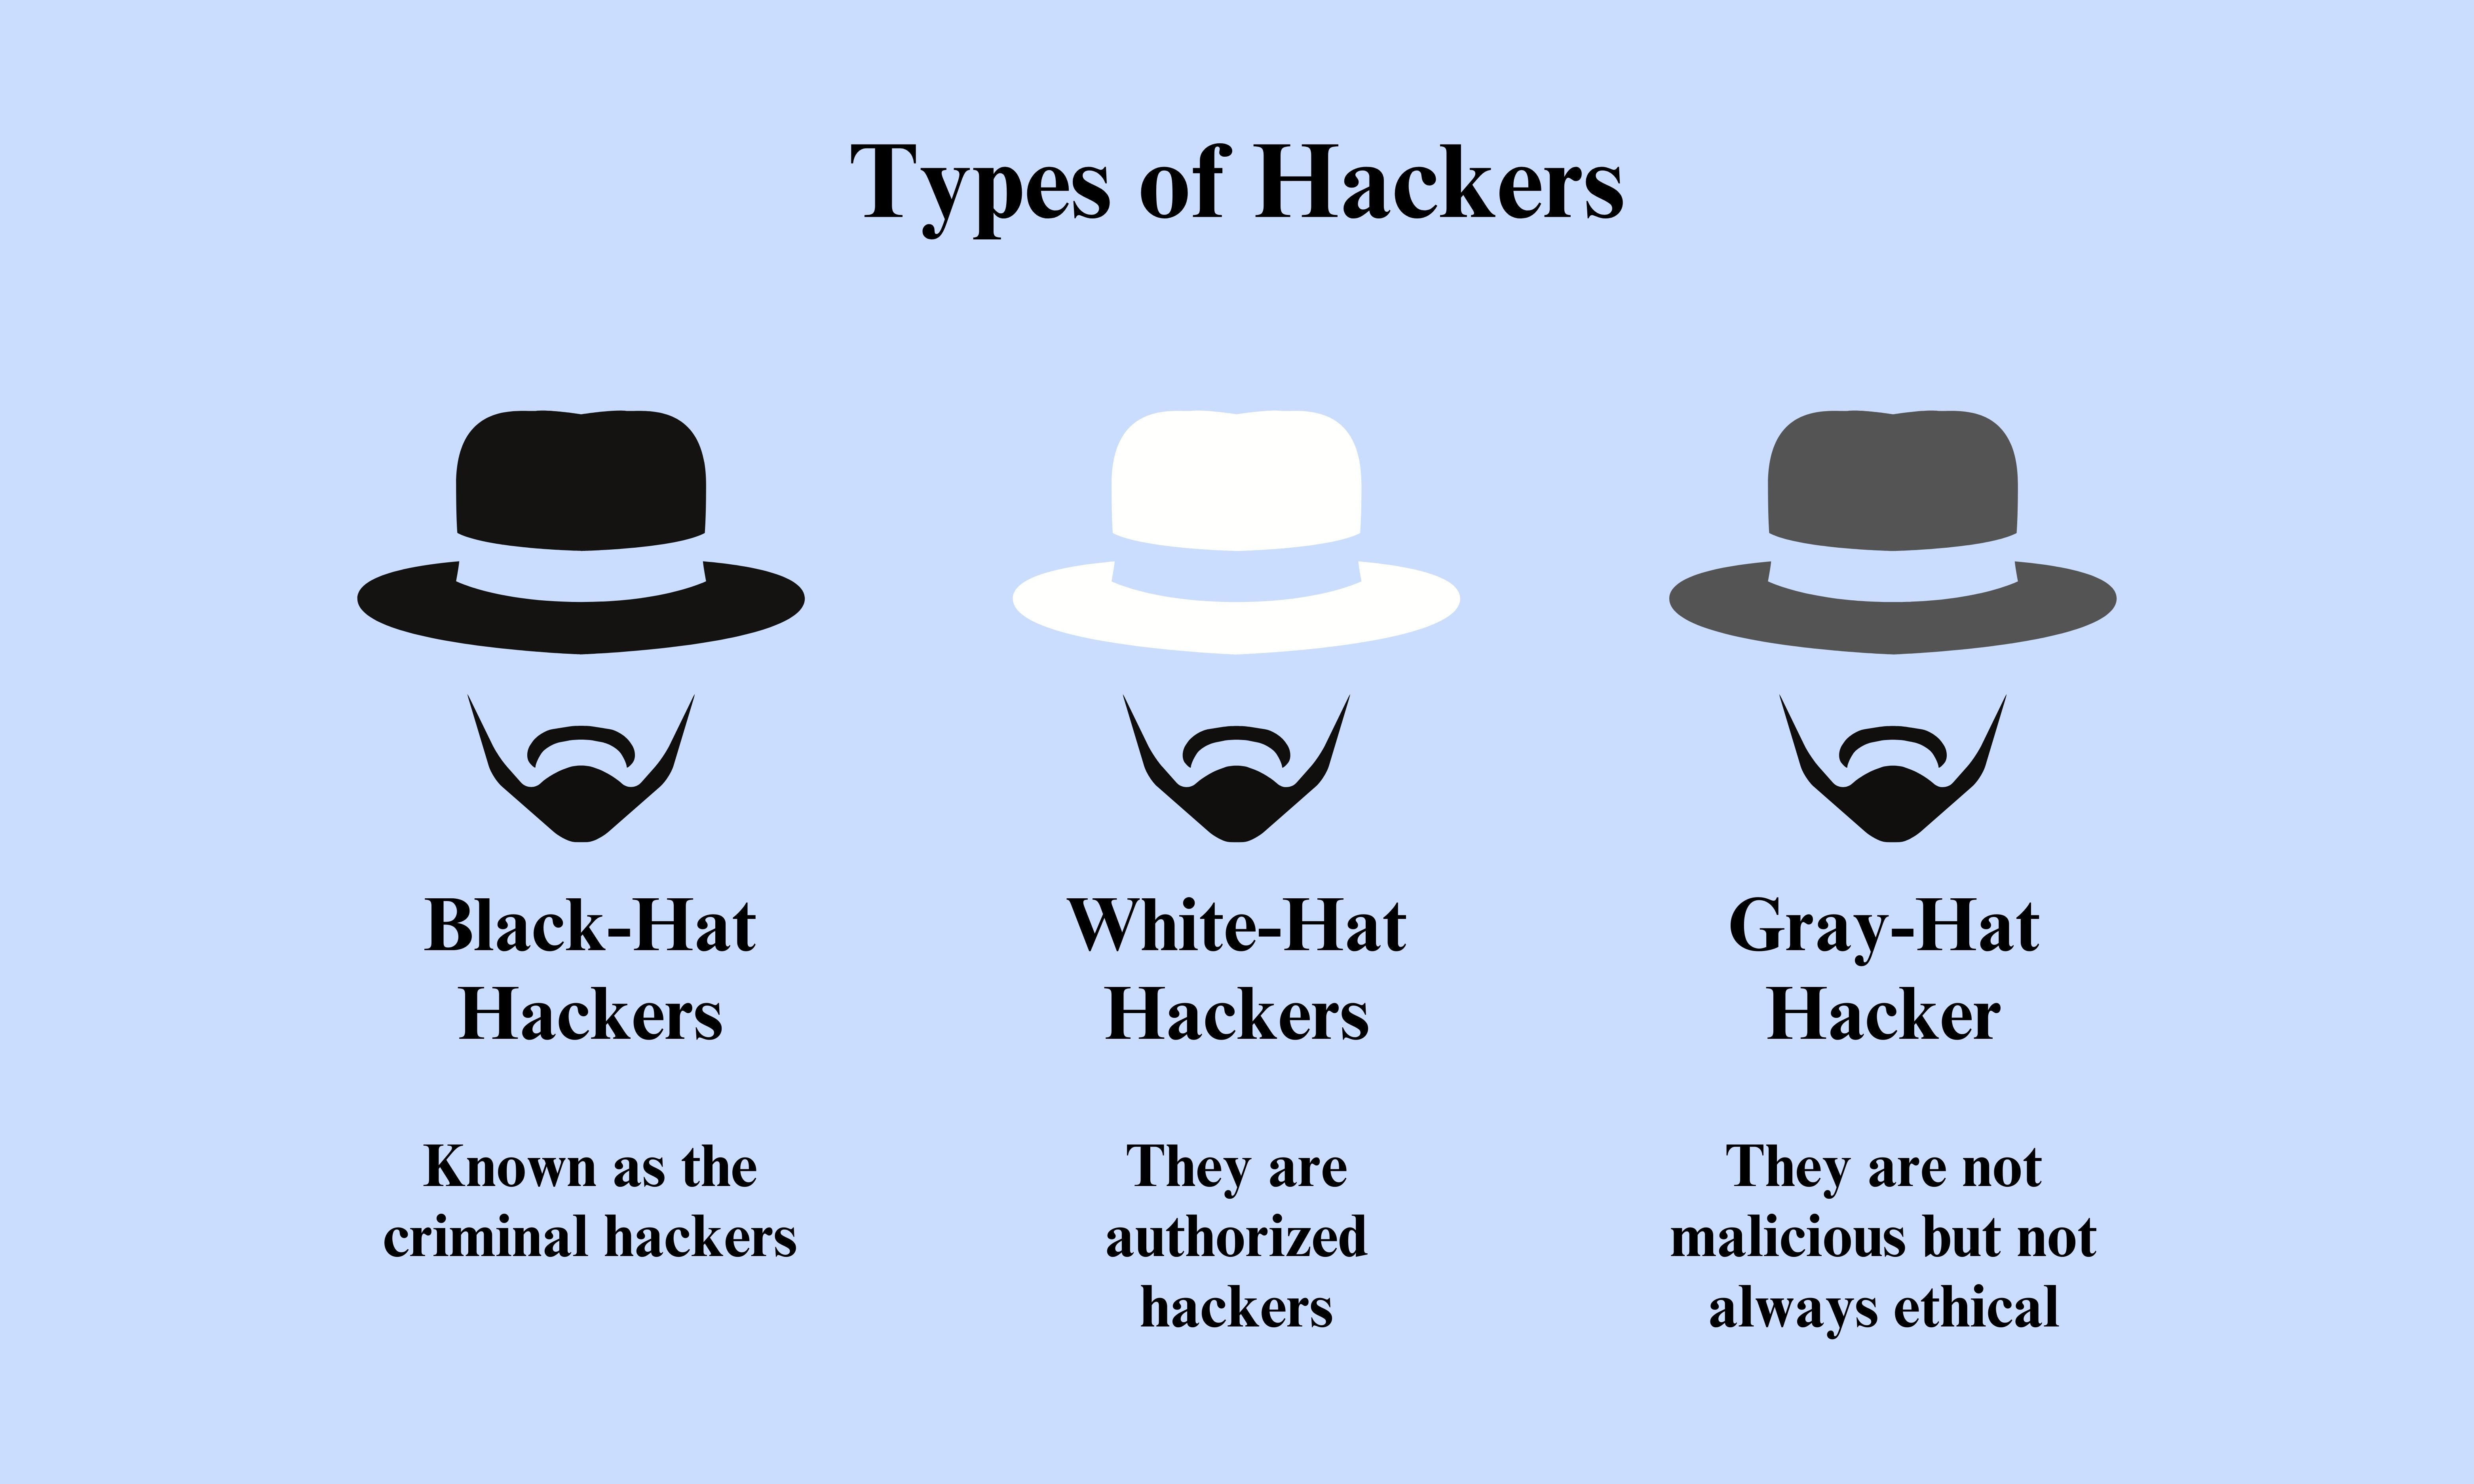 Types of Hackers
Black-Hat
Hackers
Known as the
criminal hackers
White-Hat
Hackers
They are
authorized
hackers
Gray-Hat
Hacker
They are not
malicious but not
always ethical